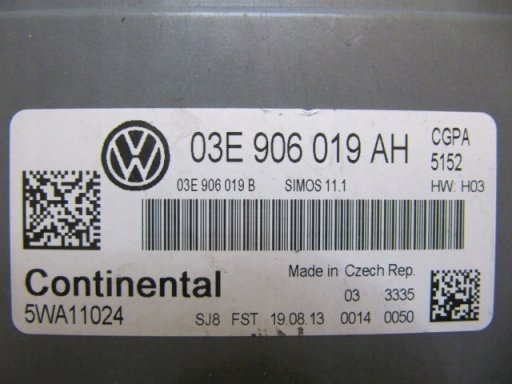 03E 906 019 AH
CGPA
5152
03E 906 019 B SIMOS 11.1
HW: H03
Continental
5WA11024
Made in Czech Rep.
03 3335
SJ8 FST 19.08.13 0014 0050